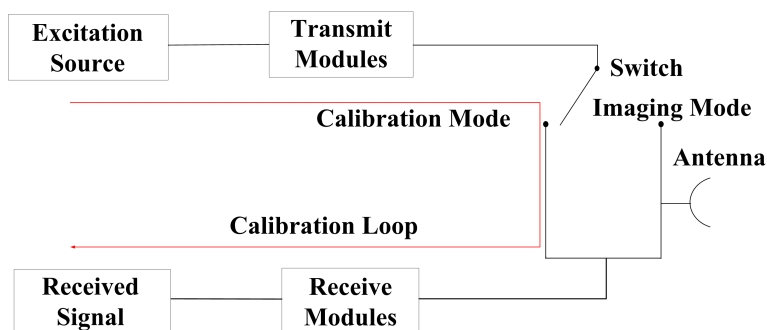 Excitation
Source
Transmit
Modules
Switch
Imaging Mode
Calibration Mode
Antenna
Calibration Loop
Received
Signal
Receive
Modules